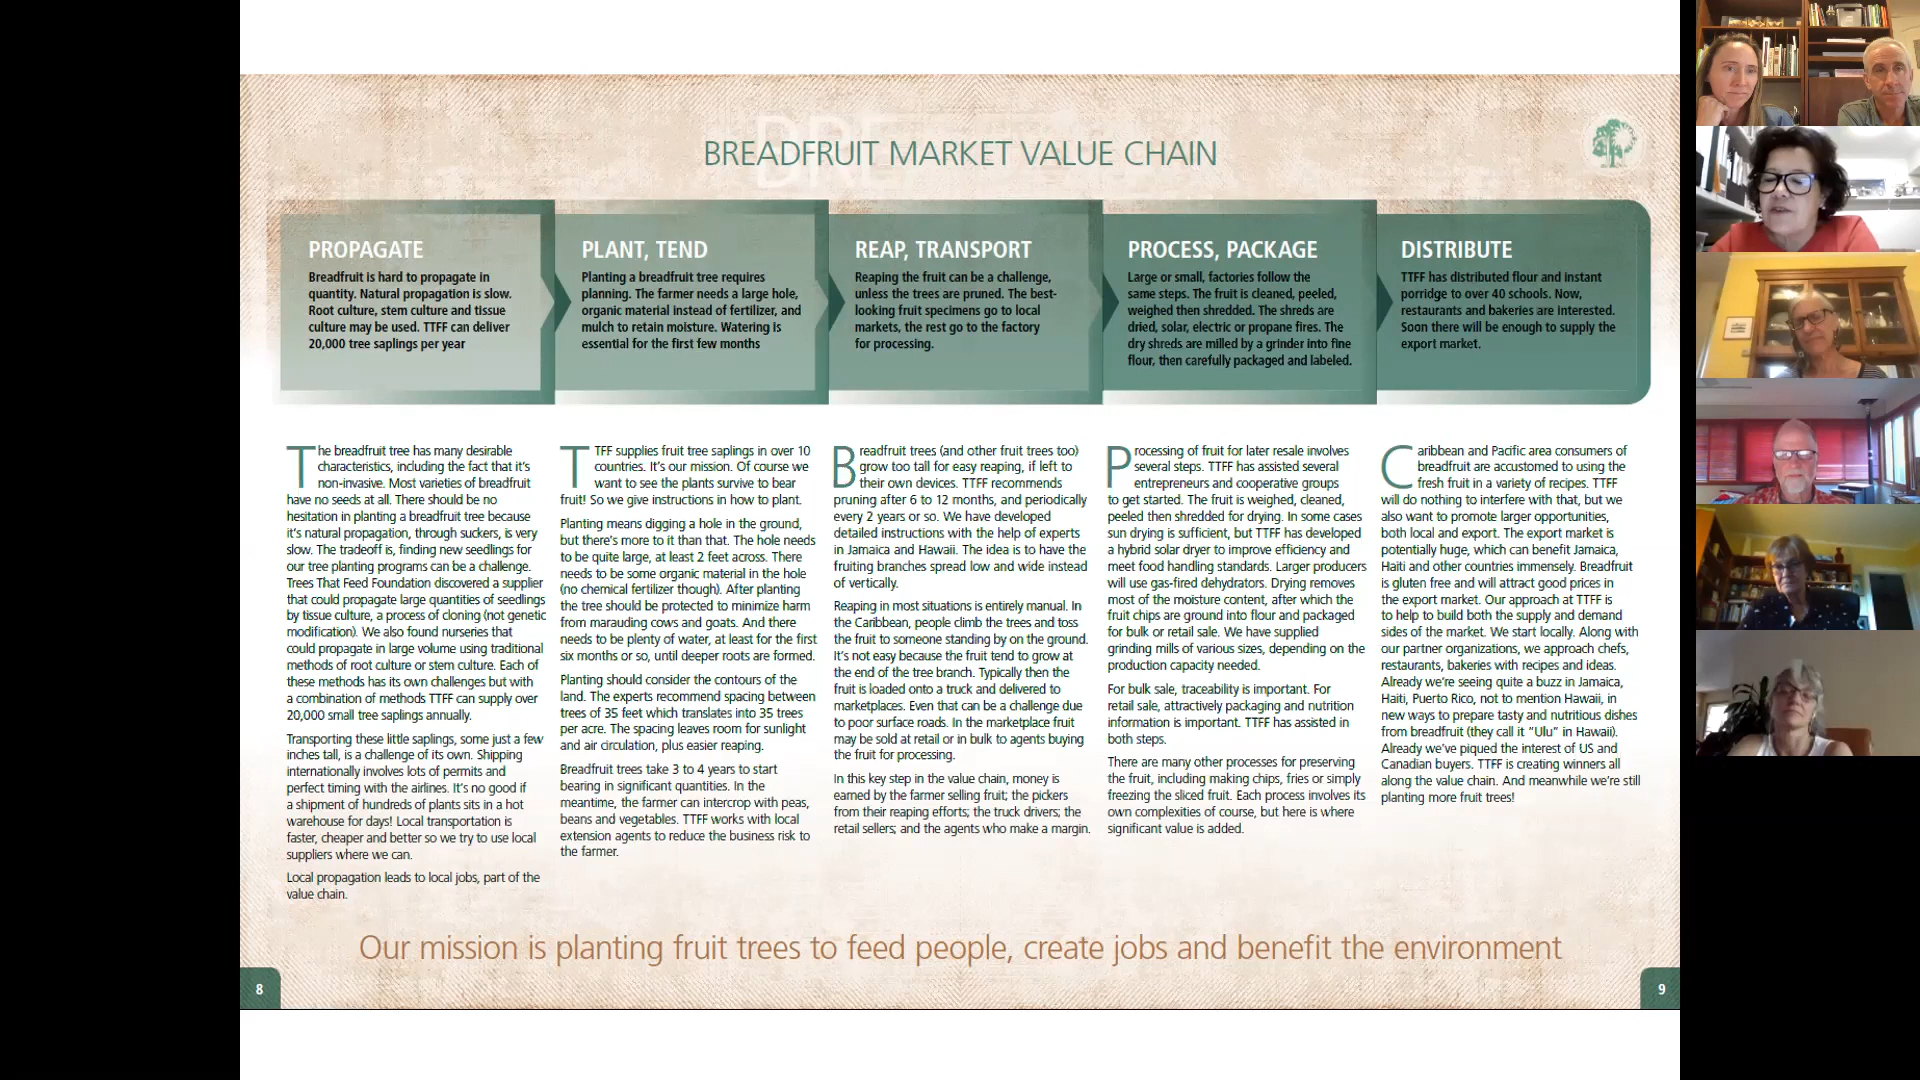 BREADFRUIT MARKET VALUE CHAIN
PROPAGATE
Breadfruit is hard to propagate in
quantity. Natural propagation is slow.
Root culture, stem culture and tissue
culture may be used. TTFF can deliver
20,000 tree saplings per year
PLANT, TEND
Planting a breadfruit tree requires
planning. The farmer needs a large hole,
organic material instead of fertilizer, and
mulch to retain moisture. Watering is
essential for the first few months
REAP, TRANSPORT
Reaping the fruit can be a challenge,
unless the trees are pruned. The best-
looking fruit specimens go to local
markets, the rest go to the factory
for processing.
PROCESS, PACKAGE
Large or small, factories follow the
same steps. The fruit is cleaned, peeled,
weighed then shredded. The shreds are
dried, solar, electric or propane fires. The
dry shreds are milled by a grinder into fine
flour, then carefully packaged and labeled.
DISTRIBUTE
TTFF has distributed flour and instant
porridge to over 40 schools. Now,
restaurants and bakeries are interested.
Soon there will be enough to supply the
export market.
The breadfruit tree has many desirable
characteristics, including the fact that it's
non-invasive. Most varieties of breadfruit
have no seeds at all. There should be no
hesitation in planting a breadfruit tree because
it's natural propagation, through suckers, is very
slow. The tradeoff is, finding new seedlings for
our tree planting programs can be a challenge.
Trees That Feed Foundation discovered a supplier
that could propagate large quantities of seedlings
by tissue culture, a process of cloning (not genetic
modification). We also found nurseries that
could propagate in large volume using traditional
methods of root culture or stem culture. Each of
these methods has its own challenges but with
a combination of methods TTFF can supply over
20,000 small tree saplings annually.
Transporting these little saplings, some just a few
inches tall, is a challenge of its own. Shipping
internationally involves lots of permits and
perfect timing with the airlines. It's no good if
a shipment of hundreds of plants sits in a hot
warehouse for days! Local transportation is
faster, cheaper and better so we try to use local
suppliers where we can.
Local propagation leads to local jobs, part of the
value chain.
TTFF supplies fruit tree saplings in over 10
countries. It's our mission. Of course we
want to see the plants survive to bear
fruit! So we give instructions in how to plant.
Planting means digging a hole in the ground,
but there's more to it than that. The hole needs
to be quite large, at least 2 feet across. There
needs to be some organic material in the hole
(no chemical fertilizer though). After planting
the tree should be protected to minimize harm
from marauding cows and goats. And there
needs to be plenty of water, at least for the first
six months or so, until deeper roots are formed.
Planting should consider the contours of the
land. The experts recommend spacing between
trees of 35 feet which translates into 35 trees
per acre. The spacing leaves room for sunlight
and air circulation, plus easier reaping.
Breadfruit trees take 3 to 4 years to start
bearing in significant quantities. In the
meantime, the farmer can intercrop with peas,
beans and vegetables. TTFF works with local
extension agents to reduce the business risk to
the farmer.
Breadfruit trees (and other fruit trees too)
grow too tall for easy reaping, if left to
their own devices. TTFF recommends
pruning after 6 to 12 months, and periodically
every 2 years or so. We have developed
detailed instructions with the help of experts
in Jamaica and Hawaii. The idea is to have the
fruiting branches spread low and wide instead
of vertically.
Reaping in most situations is entirely manual. In
the Caribbean, people climb the trees and toss
the fruit to someone standing by on the ground.
It's not easy because the fruit tend to grow at
the end of the tree branch. Typically then the
fruit is loaded onto a truck and delivered to
marketplaces. Even that can be a challenge due
to poor surface roads. In the marketplace fruit
may be sold at retail or in bulk to agents buying
the fruit for processing.
In this key step in the value chain, money is
earned by the farmer selling fruit; the pickers
from their reaping efforts; the truck drivers; the
retail sellers; and the agents who make a margin.
Processing of fruit for later resale involves
several steps. TTFF has assisted several
entrepreneurs and cooperative groups
to get started. The fruit is weighed, cleaned,
peeled then shredded for drying. In some cases
sun drying is sufficient, but TTFF has developed
a hybrid solar dryer to improve efficiency and
meet food handling standards. Larger producers
will use gas-fired dehydrators. Drying removes
most of the moisture content, after which the
fruit chips are ground into flour and packaged
for bulk or retail sale. We have supplied
grinding mills of various sizes, depending on the
production capacity needed.
For bulk sale, traceability is important. For
retail sale, attractively packaging and nutrition
information is important. TTFF has assisted in
both steps.
There are many other processes for preserving
the fruit, including making chips, fries or simply
freezing the sliced fruit. Each process involves its
own complexities of course, but here is where
significant value is added.
Caribbean and Pacific area consumers of
breadfruit are accustomed to using the
fresh fruit in a variety of recipes. TTFF
will do nothing to interfere with that, but we
also want to promote larger opportunities,
both local and export. The export market is
potentially huge, which can benefit Jamaica,
Haiti and other countries immensely. Breadfruit
is gluten free and will attract good prices in
the export market. Our approach at TTFF is
to help to build both the supply and demand
sides of the market. We start locally. Along with
our partner organizations, we approach chefs,
restaurants, bakeries with recipes and ideas.
Already we're seeing quite a buzz in Jamaica,
Haiti, Puerto Rico, not to mention Hawaii, in
new ways to prepare tasty and nutritious dishes
from breadfruit (they call it "Ulu" in Hawaii).
Already we've piqued the interest of US and
Canadian buyers. TTFF is creating winners all
along the value chain. And meanwhile we're still
planting more fruit trees!
Our mission is planting fruit trees to feed people, create jobs and benefit the environment
8
9